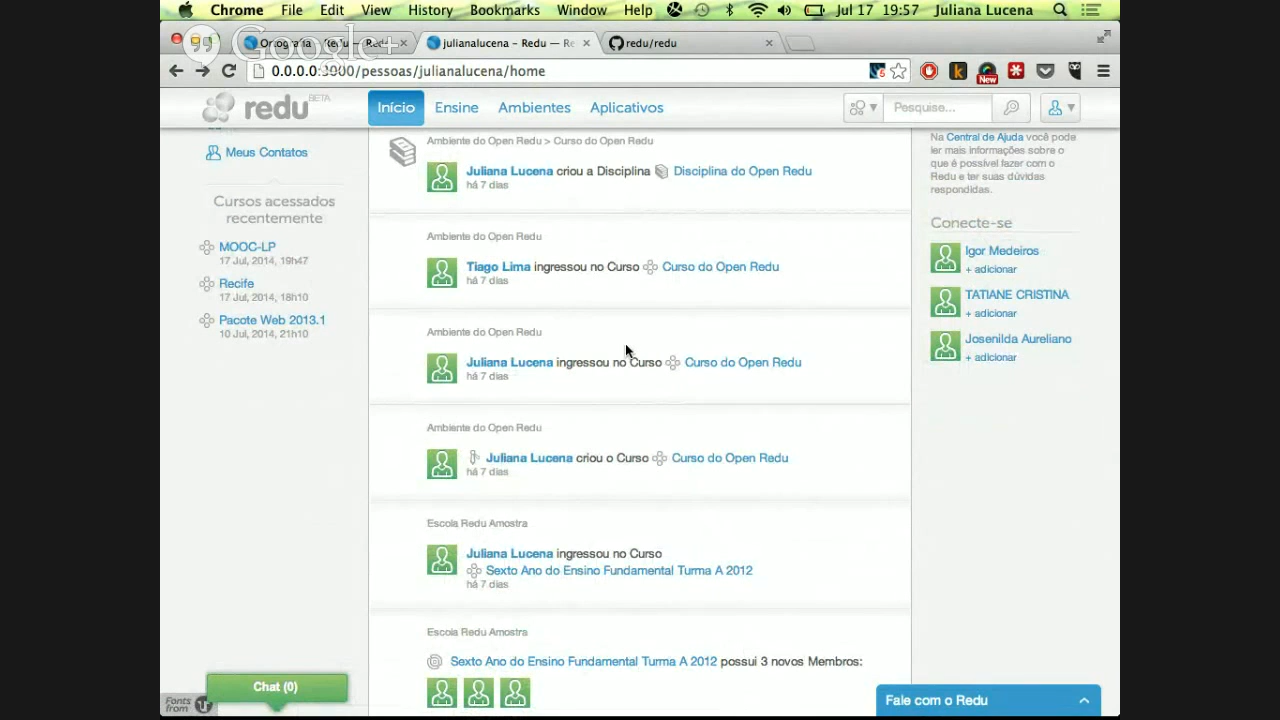 Chrome File Edit View History Bookmarks Window Help Jul 17 19:57 Juliana Lucena
Google+
julianalucena – Redu — Re
redu/redu
0.0.0.0:3000/pessoas/julianalucena/home
New
redu BETA
Início Ensine Ambientes Aplicativos Pesquise...
Meus Contatos
Cursos acessados
recentemente
MOOC-LP
17 Jul, 2014, 19h47
Recife
17 Jul, 2014, 18h10
Pacote Web 2013.1
10 Jul, 2014, 21h10
Ambiente do Open Redu > Curso do Open Redu
Juliana Lucena criou a Disciplina Disciplina do Open Redu
há 7 dias
Ambiente do Open Redu
Tiago Lima ingressou no Curso Curso do Open Redu
há 7 dias
Ambiente do Open Redu
Juliana Lucena ingressou no Curso Curso do Open Redu
há 7 dias
Ambiente do Open Redu
Juliana Lucena criou o Curso Curso do Open Redu
há 7 dias
Escola Redu Amostra
Juliana Lucena ingressou no Curso
Sexto Ano do Ensino Fundamental Turma A 2012
há 7 dias
Escola Redu Amostra
Sexto Ano do Ensino Fundamental Turma A 2012 possui 3 novos Membros:
Na Central de Ajuda você pode
ler mais informações sobre o
que é possível fazer com o
Redu e ter suas dúvidas
respondidas.
Conecte-se
Igor Medeiros
+ adicionar
TATIANE CRISTINA
+ adicionar
Josenilda Aureliano
+ adicionar
Chat (0)
Fonts
from
Fale com o Redu